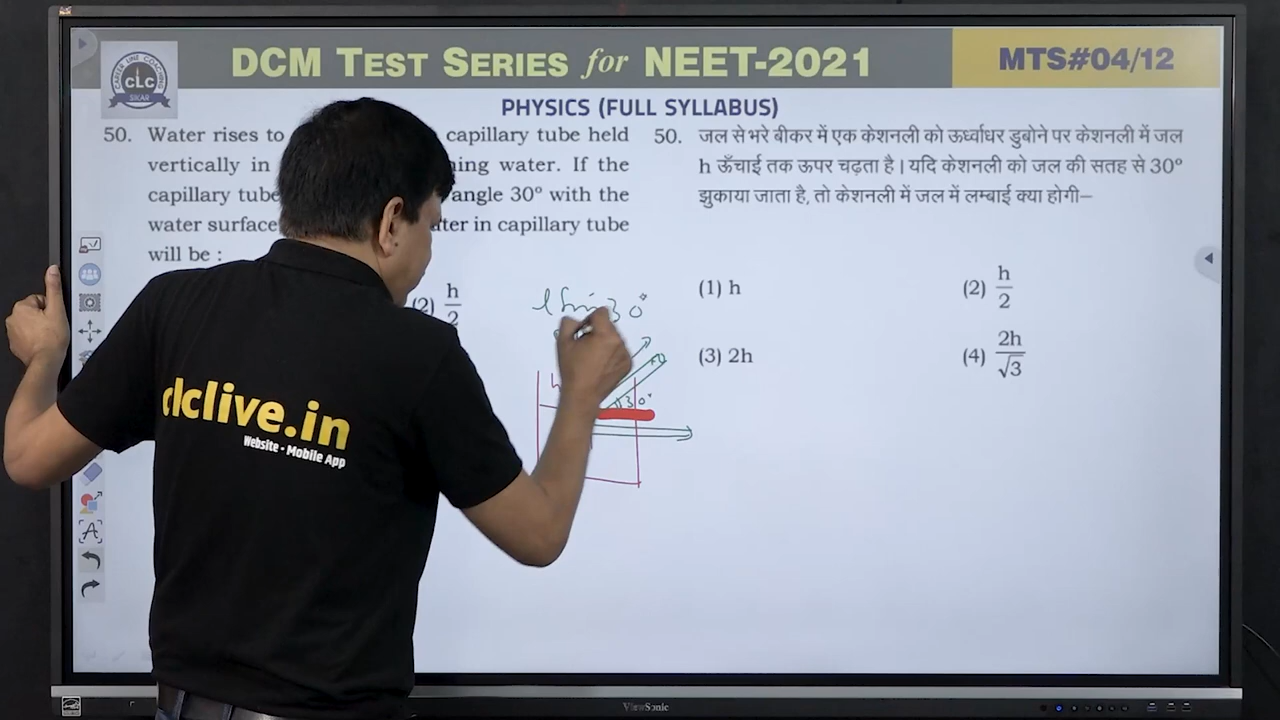 DCM TEST SERIES for NEET-2021
MTS#04/12
CLC
SIKAR
PHYSICS (FULL SYLLABUS)
50. Water rises to capillary tube held
vertically in ning water. If the
capillary tube angle 30° with the
water surface ter in capillary tube
will be :
(2) h/2
50. जल से भरे बीकर में एक केशनली को ऊर्ध्वाधर डुबोने पर केशनली में जल
h ऊँचाई तक ऊपर चढ़ता है। यदि केशनली को जल की सतह से 30°
झुकाया जाता है, तो केशनली में जल में लम्बाई क्या होगी–
(1) h (2) h/2
(3) 2h (4) 2h/√3
l Sin 30°
h
30°
clclive.in
Website - Mobile App
ViewSonic